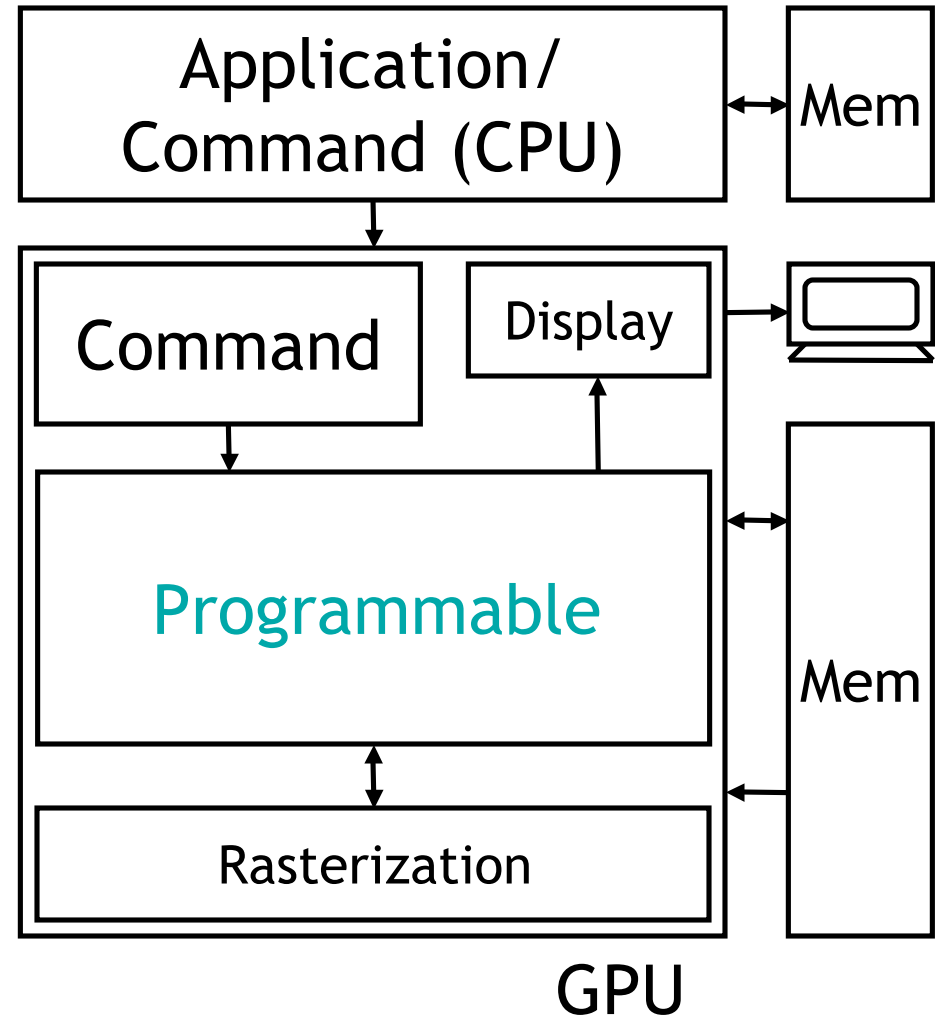 Application/
Command (CPU)
Mem
Command
Display
Programmable
Mem
Rasterization
GPU